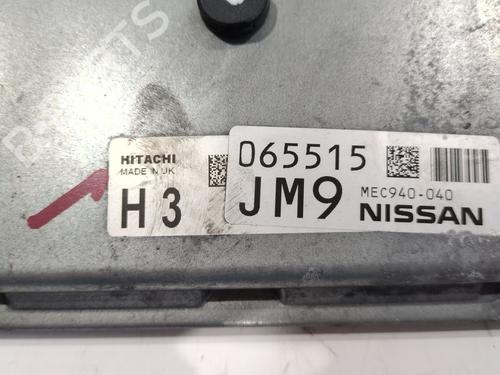 HITACHI
MADE IN UK
H3
065515
JM9
MEC940-040
NISSAN